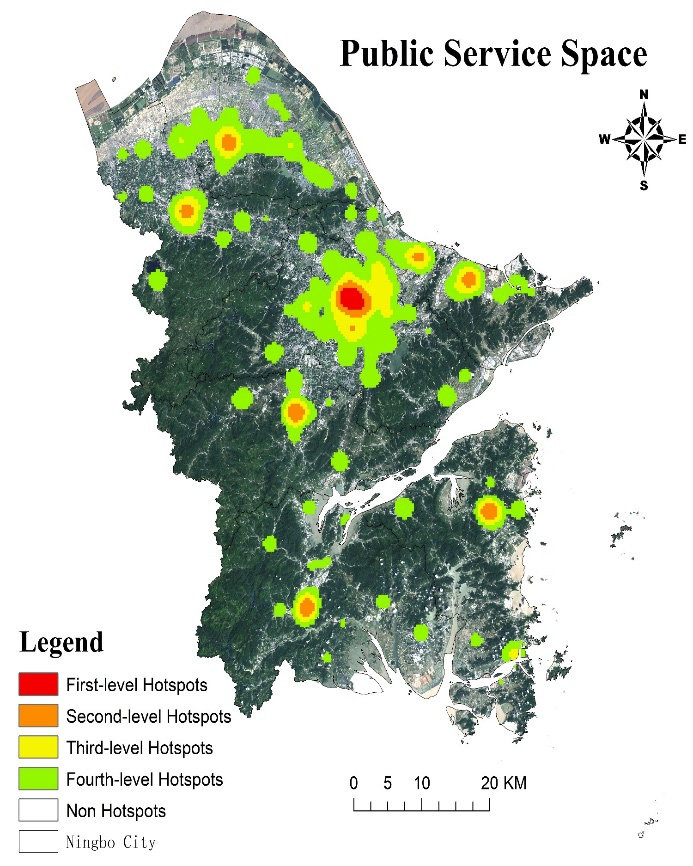 Public Service Space
N
W E
S
Legend
First-level Hotspots
Second-level Hotspots
Third-level Hotspots
Fourth-level Hotspots
Non Hotspots
Ningbo City
0 5 10 20 KM